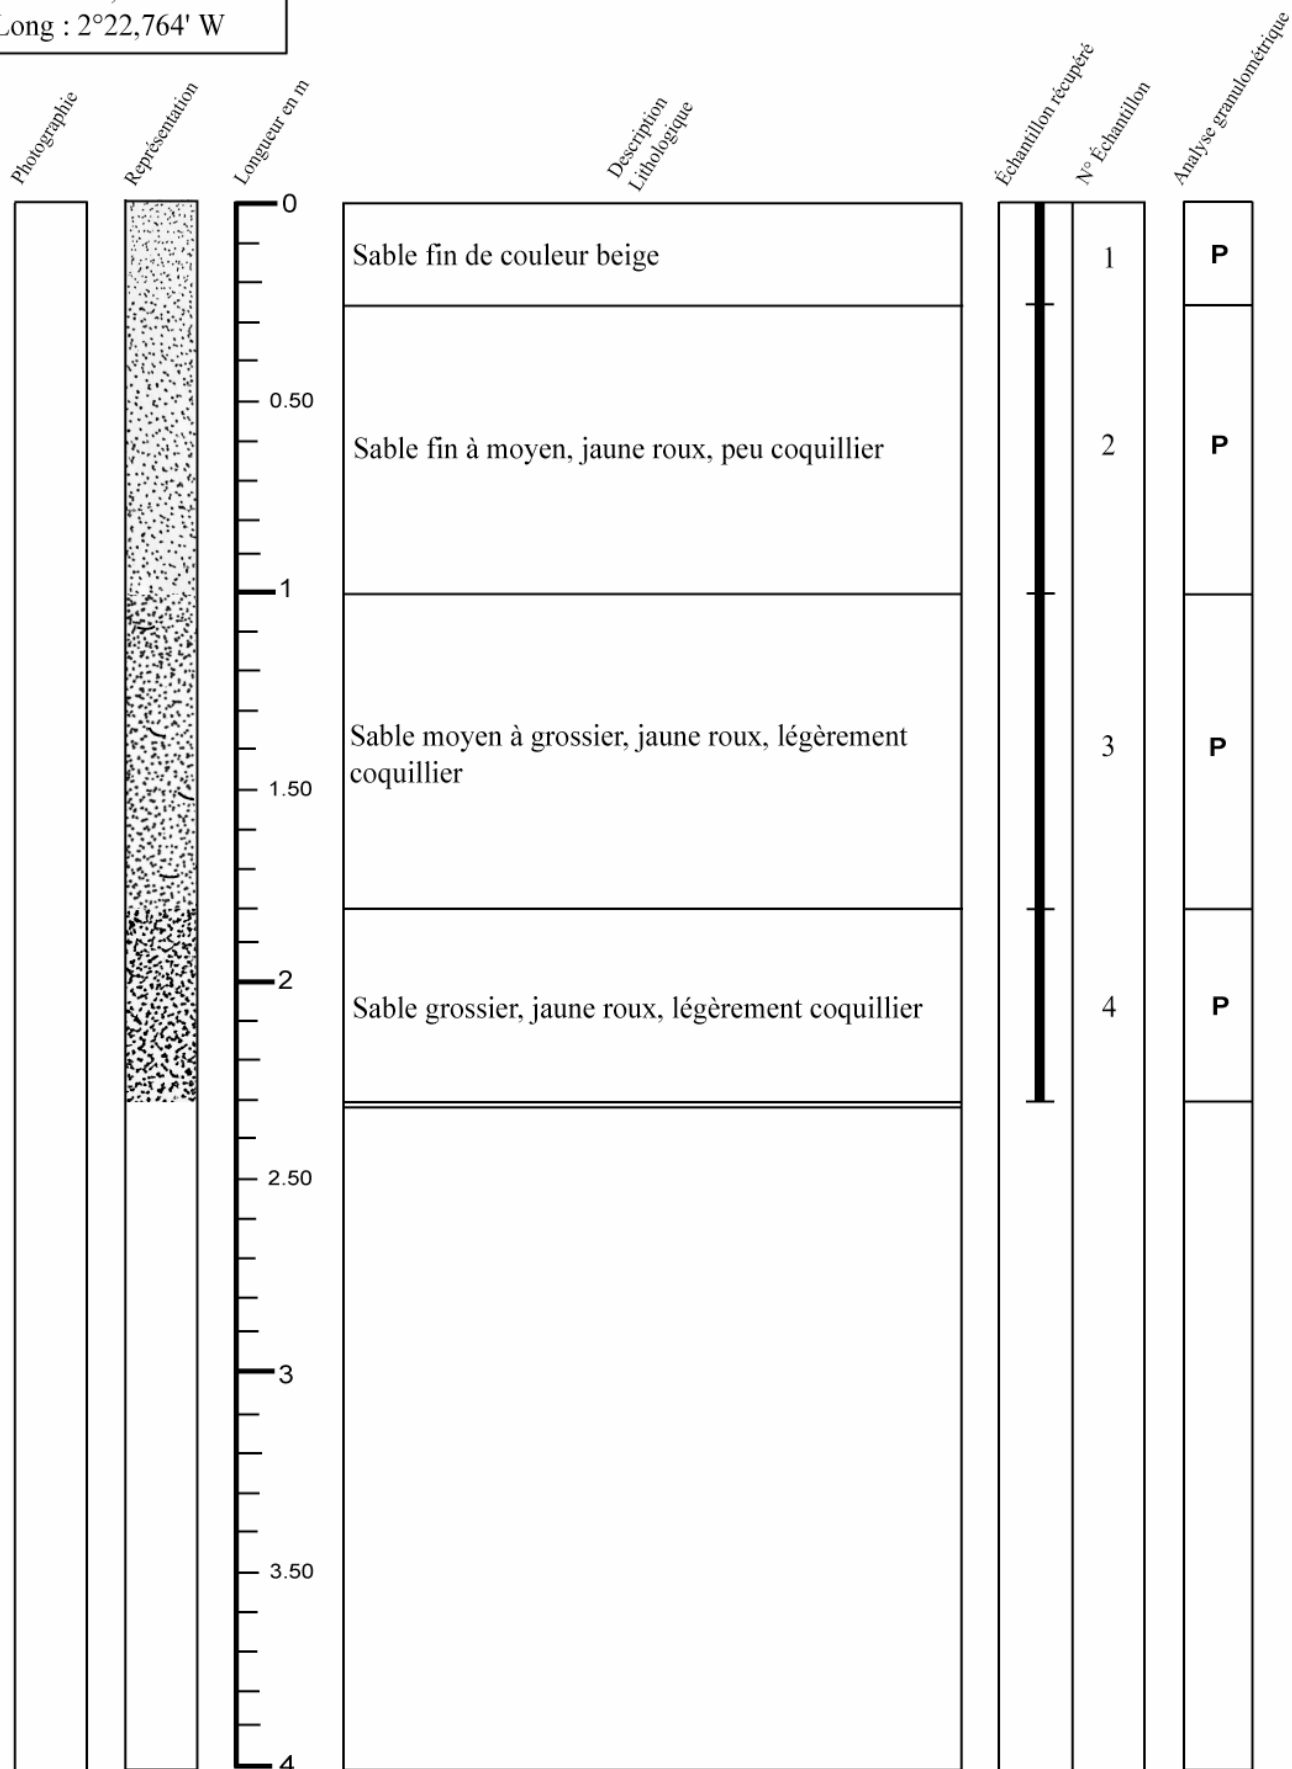 Long : 2°22,764' W
Photographie
Représentation
Longueur en m
Description
Lithologique
Échantillon récupéré
N° Échantillon
Analyse granulométrique
0
Sable fin de couleur beige
1
P
0.50
Sable fin à moyen, jaune roux, peu coquillier
2
P
1
Sable moyen à grossier, jaune roux, légèrement
coquillier
3
P
1.50
2
Sable grossier, jaune roux, légèrement coquillier
4
P
2.50
3
3.50
4